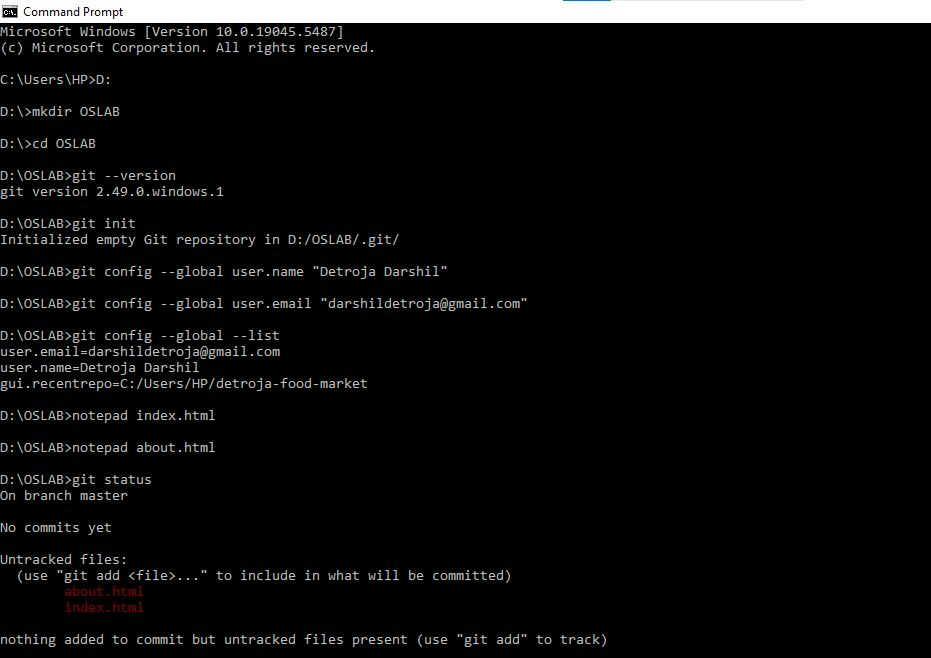 Command Prompt
Microsoft Windows [Version 10.0.19045.5487]
(c) Microsoft Corporation. All rights reserved.
C:\Users\HP>D:
D:\>mkdir OSLAB
D:\>cd OSLAB
D:\OSLAB>git --version
git version 2.49.0.windows.1
D:\OSLAB>git init
Initialized empty Git repository in D:/OSLAB/.git/
D:\OSLAB>git config --global user.name "Detroja Darshil"
D:\OSLAB>git config --global user.email "darshildetroja@gmail.com"
D:\OSLAB>git config --global --list
user.email=darshildetroja@gmail.com
user.name=Detroja Darshil
gui.recentrepo=C:/Users/HP/detroja-food-market
D:\OSLAB>notepad index.html
D:\OSLAB>notepad about.html
D:\OSLAB>git status
On branch master
No commits yet
Untracked files:
  (use "git add <file>..." to include in what will be committed)
        about.html
        index.html
nothing added to commit but untracked files present (use "git add" to track)